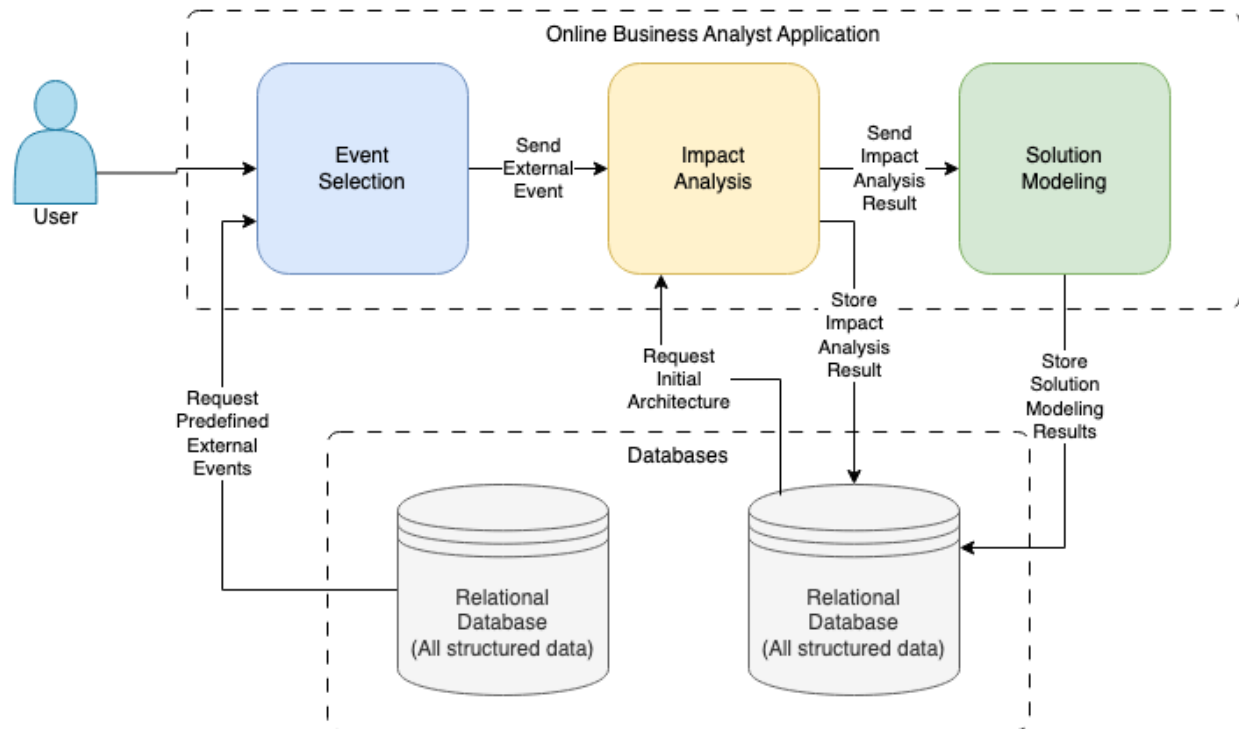 Online Business Analyst Application
User
Event
Selection
Send
External
Event
Impact
Analysis
Send
Impact
Analysis
Result
Solution
Modeling
Request
Predefined
External
Events
Request
Initial
Architecture
Store
Impact
Analysis
Result
Store
Solution
Modeling
Results
Databases
Relational
Database
(All structured data)
Relational
Database
(All structured data)